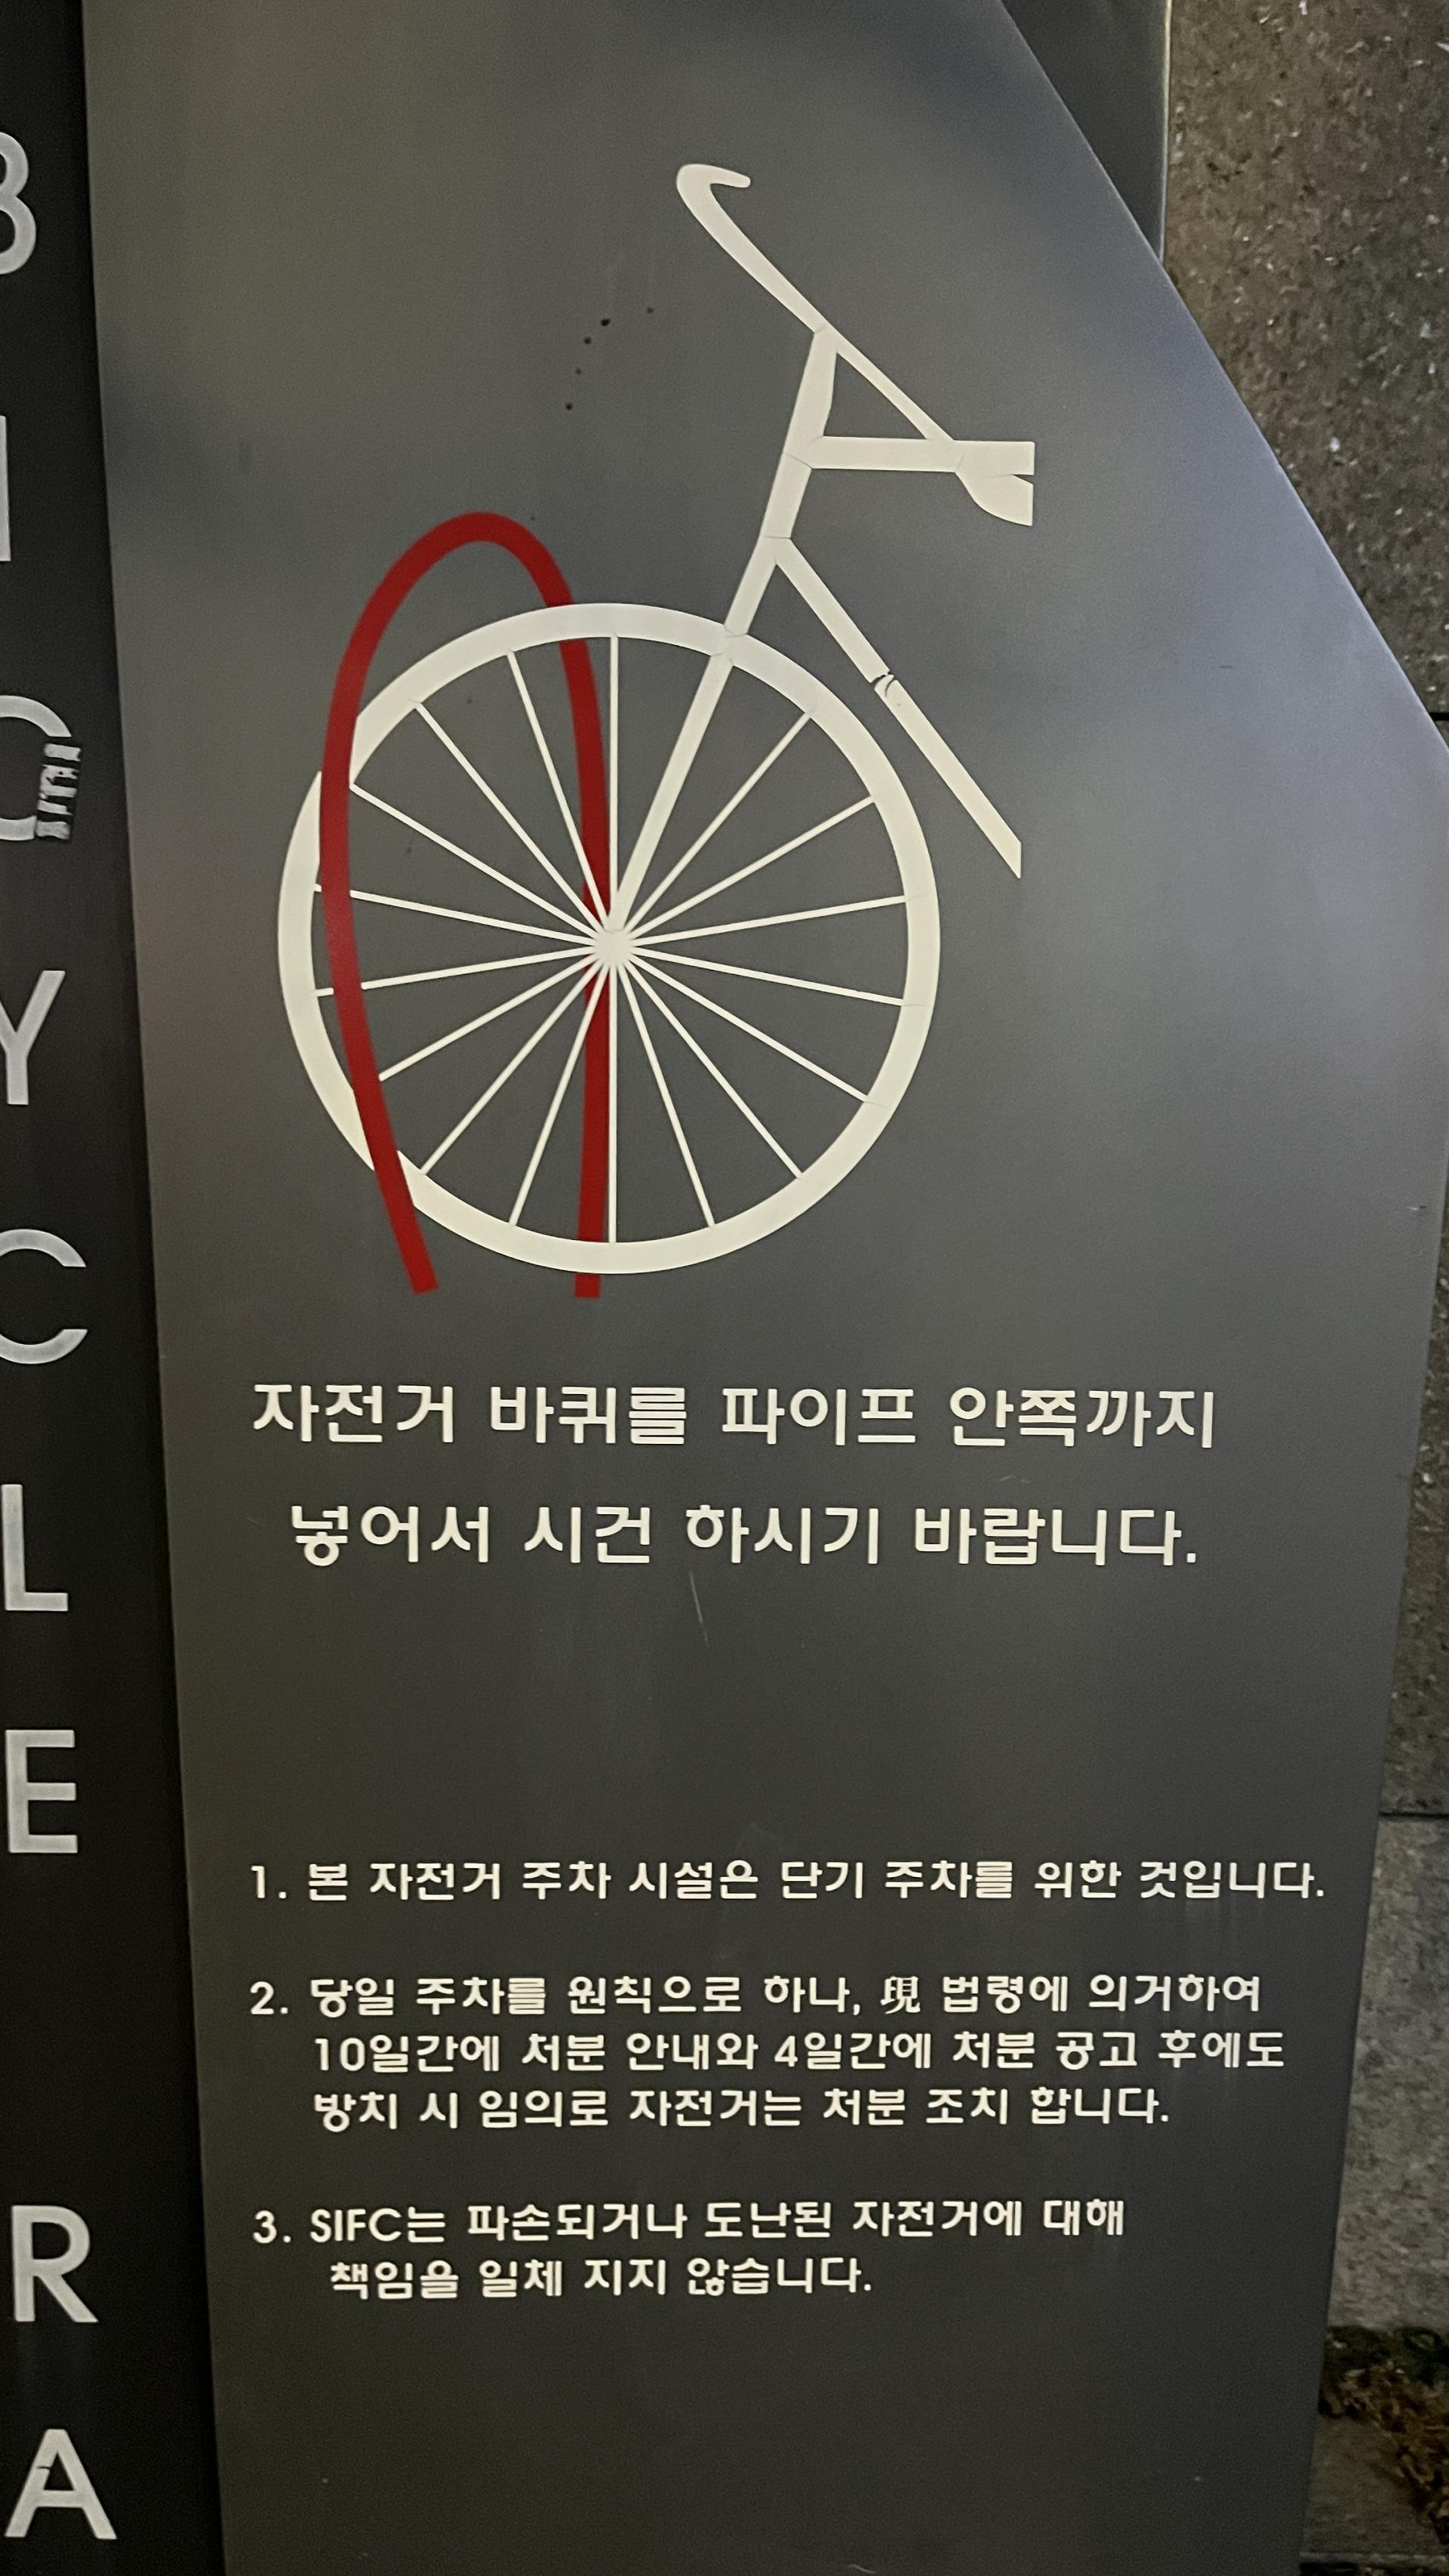 BICYCLE RA
자전거 바퀴를 파이프 안쪽까지
넣어서 시건 하시기 바랍니다.
1. 본 자전거 주차 시설은 단기 주차를 위한 것입니다.
2. 당일 주차를 원칙으로 하나, 現 법령에 의거하여
10일간에 처분 안내와 4일간에 처분 공고 후에도
방치 시 임의로 자전거는 처분 조치 합니다.
3. SIFC는 파손되거나 도난된 자전거에 대해
책임을 일체 지지 않습니다.